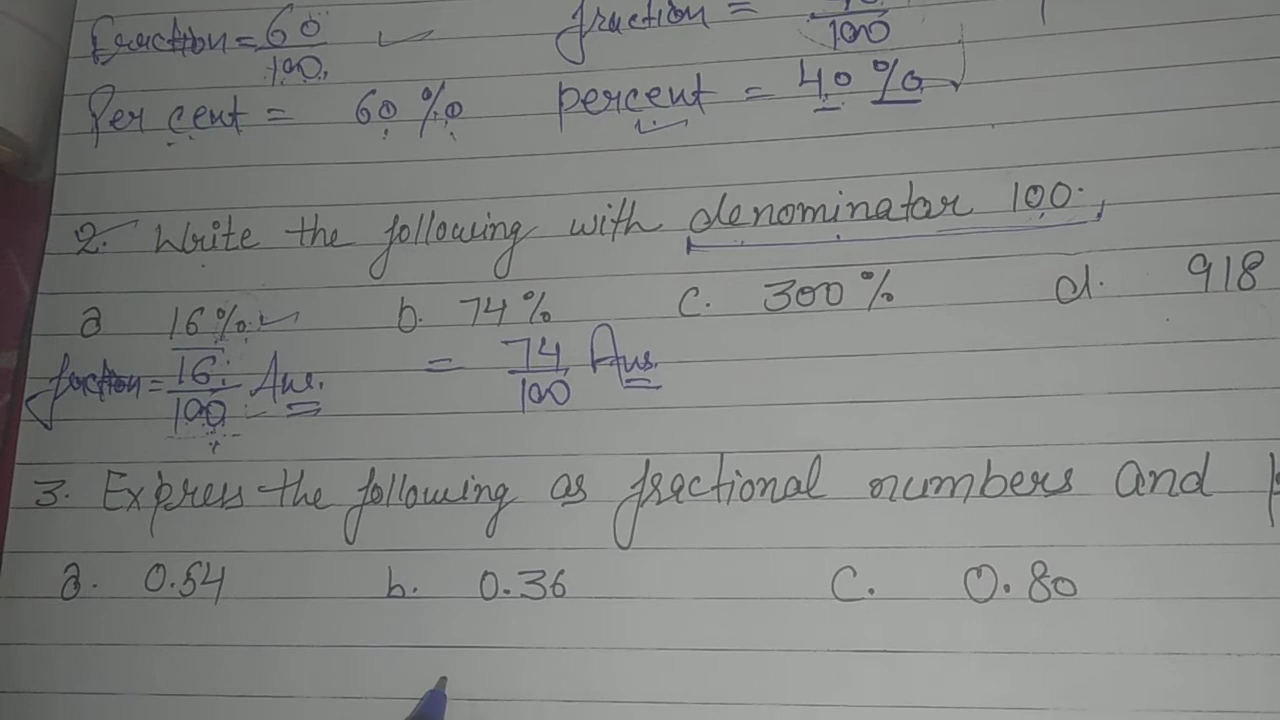 fraction = 60/100 fraction = /100
Per cent = 60% percent = 40%
2. Write the following with denominator 100.
a 16% b. 74% c. 300% d. 918
fraction = 16/100 Ans. = 74/100 Ans.
3. Express the following as fractional numbers and
a. 0.54 b. 0.36 c. 0.80